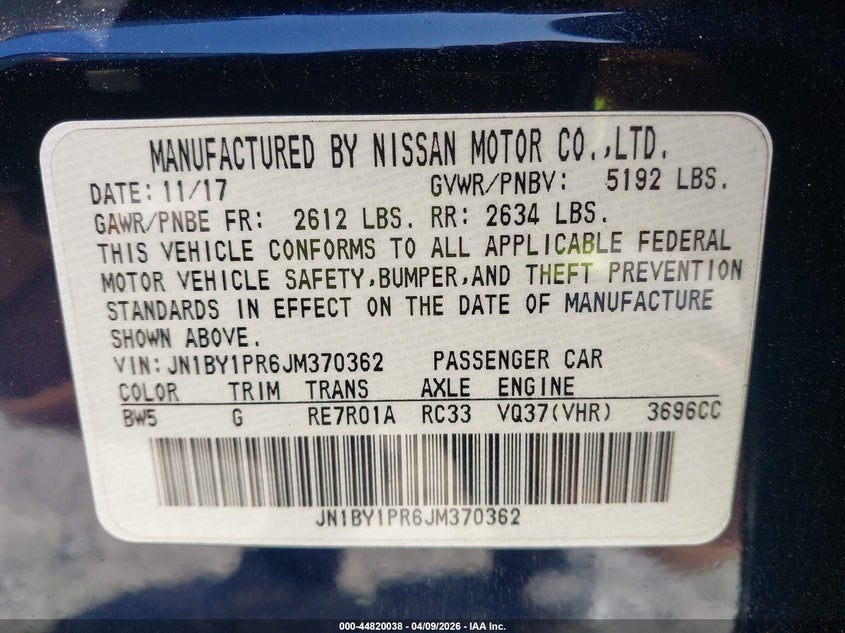 MANUFACTURED BY NISSAN MOTOR CO.,LTD.
DATE: 11/17 GVWR/PNBV: 5192 LBS.
GAWR/PNBE FR: 2612 LBS. RR: 2634 LBS.
THIS VEHICLE CONFORMS TO ALL APPLICABLE FEDERAL
MOTOR VEHICLE SAFETY,BUMPER,AND THEFT PREVENTION
STANDARDS IN EFFECT ON THE DATE OF MANUFACTURE
SHOWN ABOVE.
VIN:JN1BY1PR6JM370362 PASSENGER CAR
COLOR TRIM TRANS AXLE ENGINE
BW5 G RE7R01A RC33 VQ37(VHR) 3696CC
JN1BY1PR6JM370362
000-44820038 - 04/09/2026 - IAA Inc.